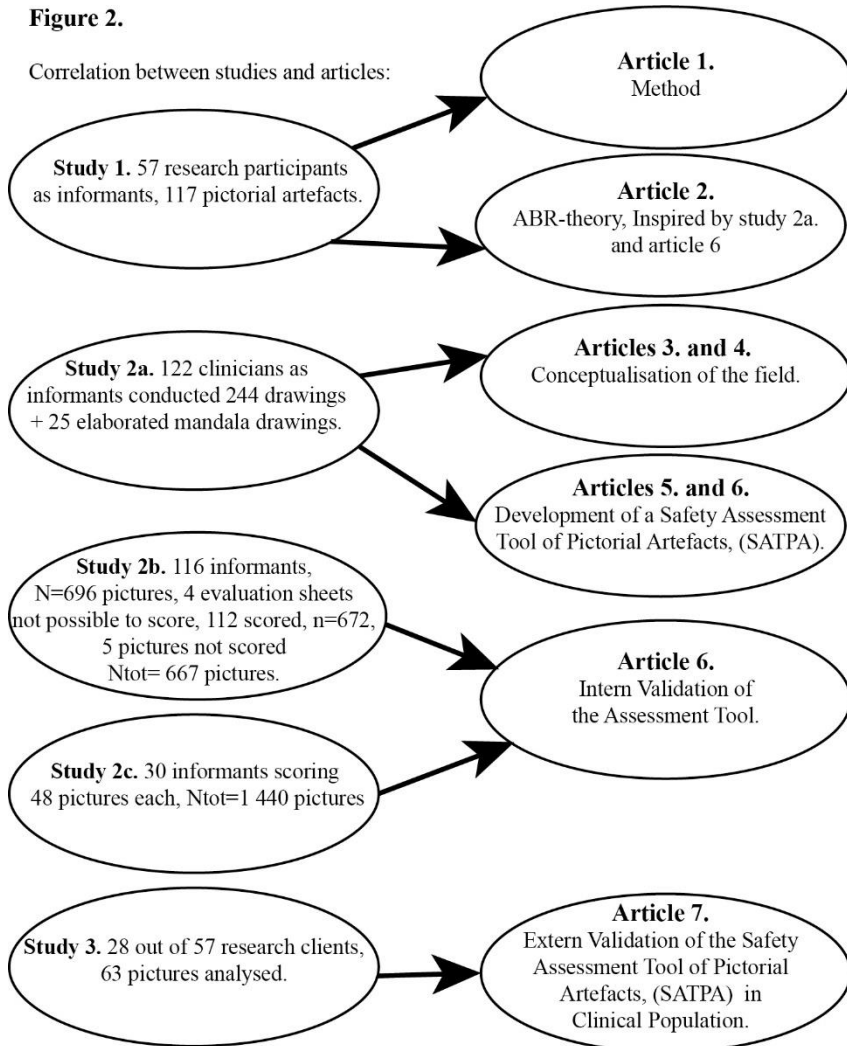 Figure 2.
Correlation between studies and articles:
Article 1.
Method
Study 1. 57 research participants
as informants, 117 pictorial artefacts.
Article 2.
ABR-theory, Inspired by study 2a.
and article 6
Study 2a. 122 clinicians as
informants conducted 244 drawings
+ 25 elaborated mandala drawings.
Articles 3. and 4.
Conceptualisation of the field.
Articles 5. and 6.
Development of a Safety Assessment
Tool of Pictorial Artefacts, (SATPA).
Study 2b. 116 informants,
N=696 pictures, 4 evaluation sheets
not possible to score, 112 scored, n=672,
5 pictures not scored
Ntot= 667 pictures.
Article 6.
Intern Validation of
the Assessment Tool.
Study 2c. 30 informants scoring
48 pictures each, Ntot=1 440 pictures
Study 3. 28 out of 57 research clients,
63 pictures analysed.
Article 7.
Extern Validation of the Safety
Assessment Tool of Pictorial
Artefacts, (SATPA) in
Clinical Population.